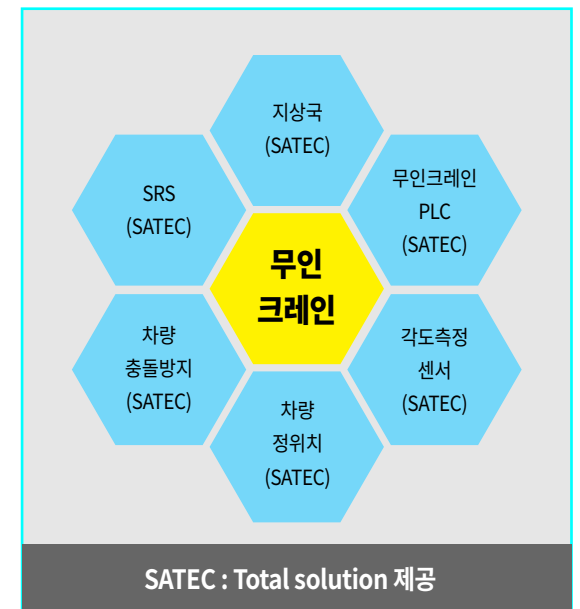 지상국
(SATEC)
SRS
(SATEC)
무인크레인
PLC
(SATEC)
무인
크레인
차량
충돌방지
(SATEC)
각도측정
센서
(SATEC)
차량
정위치
(SATEC)
SATEC : Total solution 제공